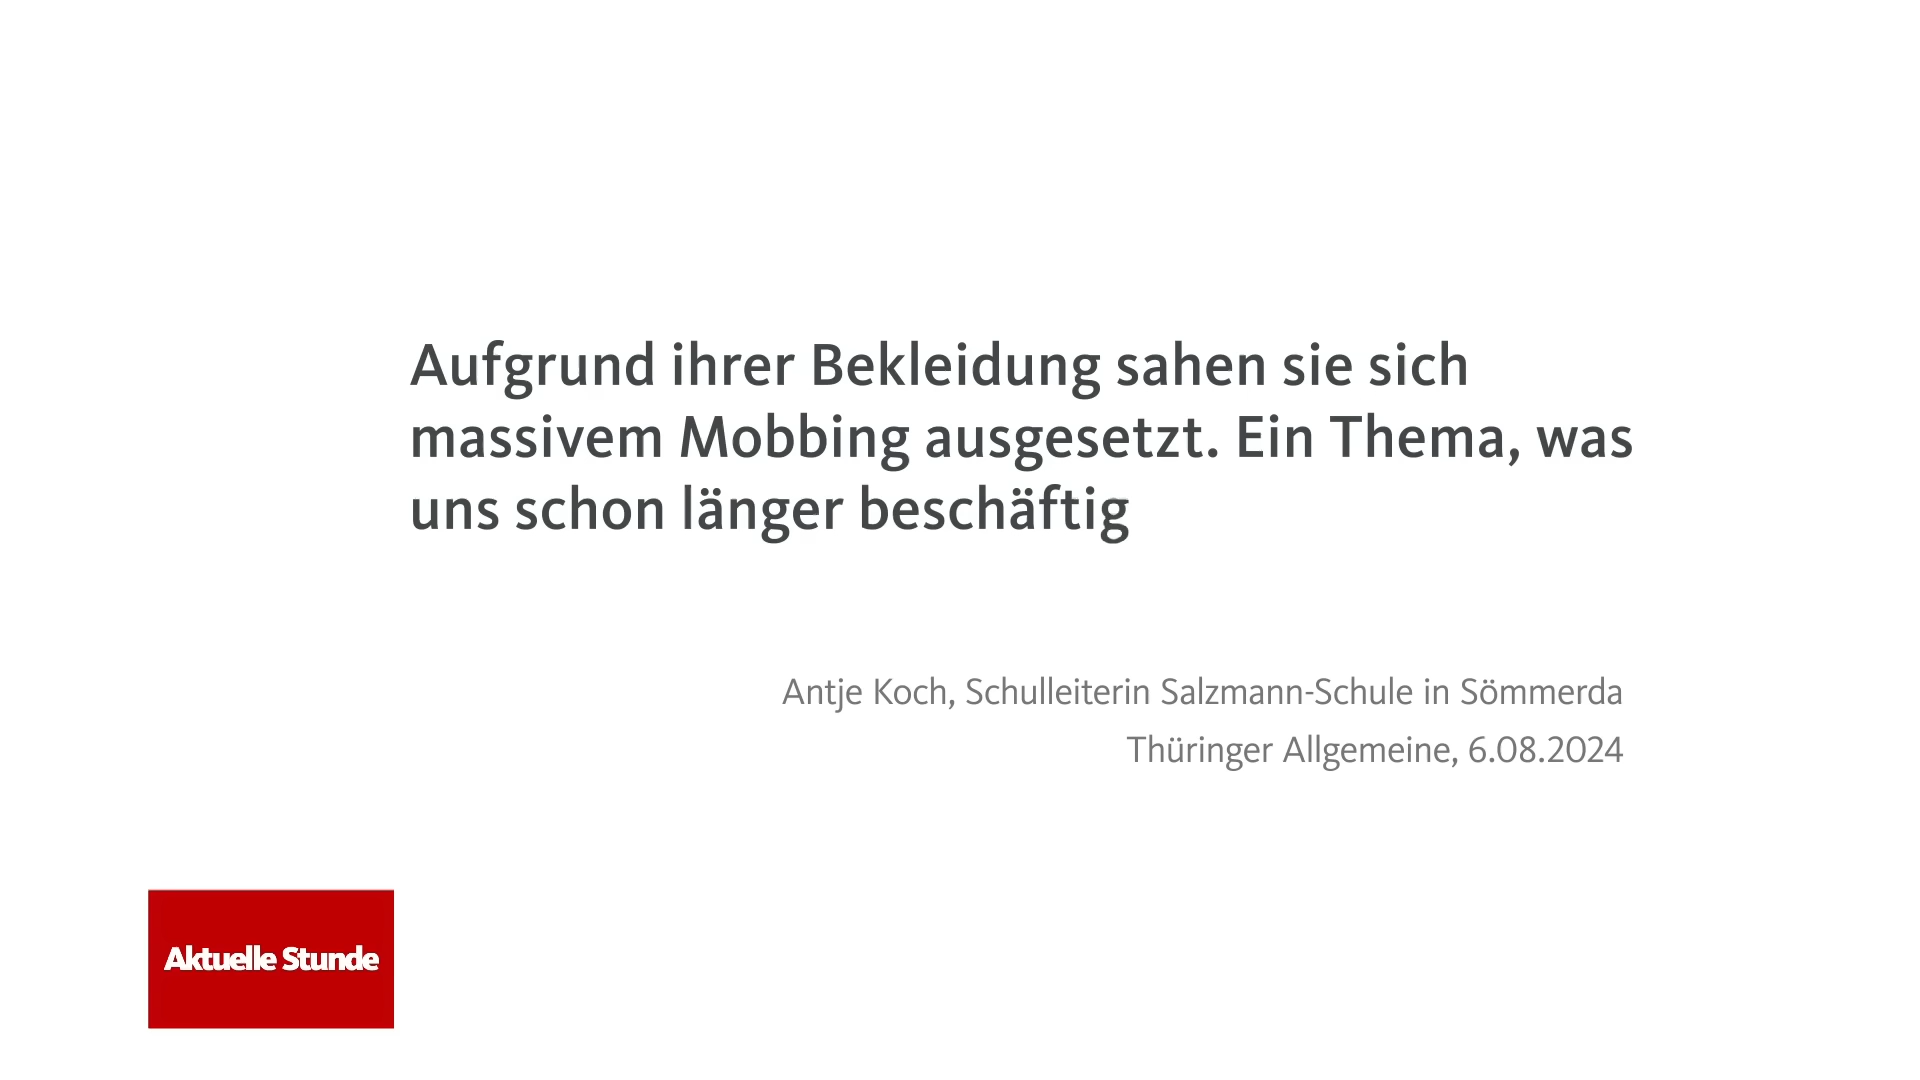 Aufgrund ihrer Bekleidung sahen sie sich
massivem Mobbing ausgesetzt. Ein Thema, was
uns schon länger beschäftig
Antje Koch, Schulleiterin Salzmann-Schule in Sömmerda
Thüringer Allgemeine, 6.08.2024
Aktuelle Stunde